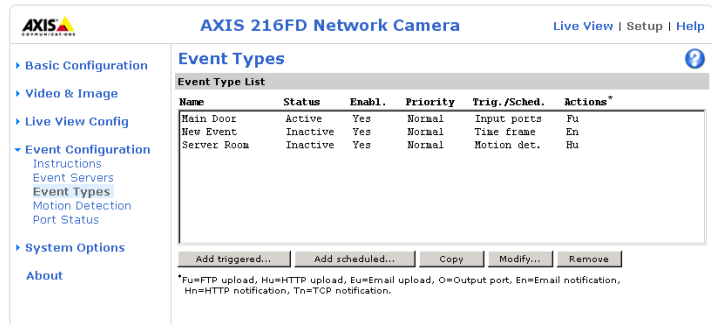 AXIS COMMUNICATIONS
AXIS 216FD Network Camera
Live View | Setup | Help
Basic Configuration
Video & Image
Live View Config
Event Configuration
Instructions
Event Servers
Event Types
Motion Detection
Port Status
System Options
About
Event Types
?
Event Type List
Name Status Enabl. Priority Trig./Sched. Actions*
Main Door Active Yes Normal Input ports Fu
New Event Inactive Yes Normal Time frame En
Server Room Inactive Yes Normal Motion det. Hu
Add triggered... Add scheduled... Copy Modify... Remove
*Fu=FTP upload, Hu=HTTP upload, Eu=Email upload, O=Output port, En=Email notification,
Hn=HTTP notification, Tn=TCP notification.